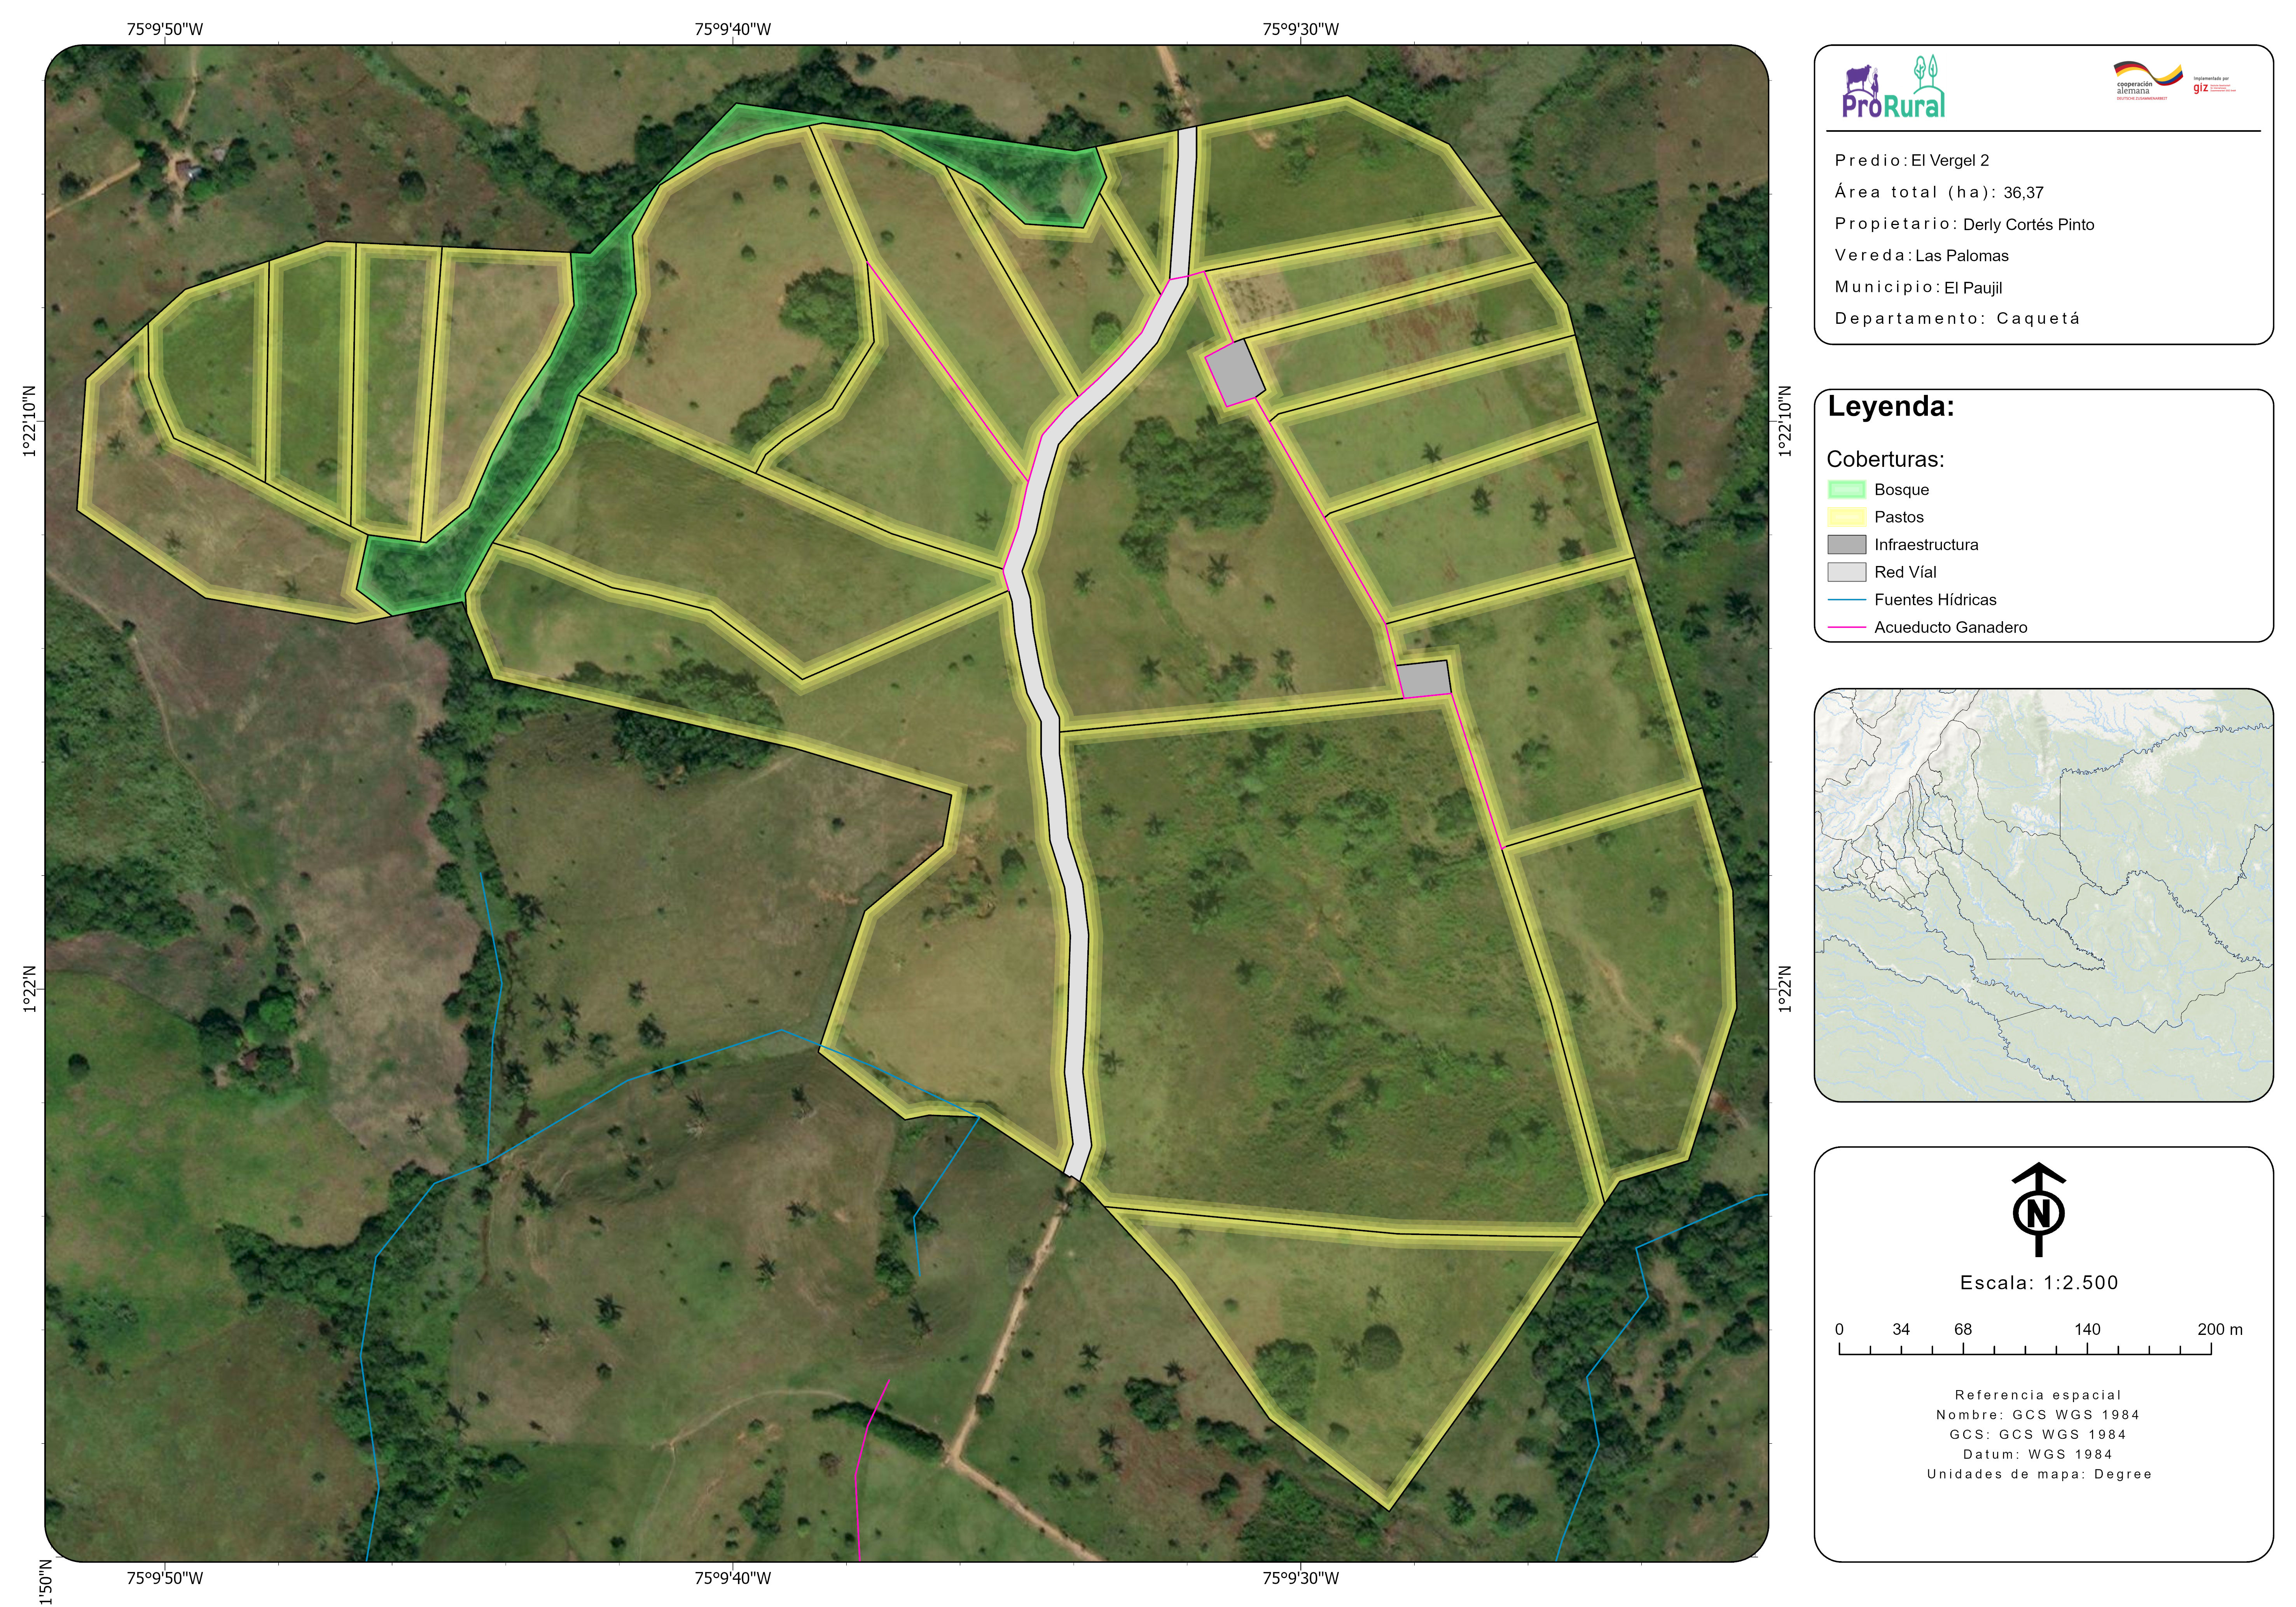 75°9'50"W
75°9'40"W
75°9'30"W
1°22'10"N
1°22'N
1'50"N
1°22'10"N
1°22'N
75°9'50"W
75°9'40"W
75°9'30"W
ProRural
cooperación
alemana
DEUTSCHE ZUSAMMENARBEIT
Implementada por
giz
Predio: El Vergel 2
Área total (ha): 36,37
Propietario: Derly Cortés Pinto
Vereda: Las Palomas
Municipio: El Paujil
Departamento: Caquetá
Leyenda:
Coberturas:
Bosque
Pastos
Infraestructura
Red Víal
Fuentes Hídricas
Acueducto Ganadero
N
Escala: 1:2.500
0 34 68 140 200 m
Referencia espacial
Nombre: GCS WGS 1984
GCS: GCS WGS 1984
Datum: WGS 1984
Unidades de mapa: Degree